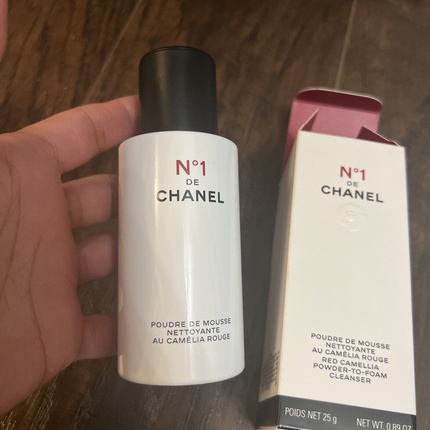 N°1
DE
CHANEL
POUDRE DE MOUSSE
NETTOYANTE
AU CAMÉLIA ROUGE
N°1
DE
CHANEL
POUDRE DE MOUSSE
NETTOYANTE
AU CAMÉLIA ROUGE
RED CAMELLIA
POWDER-TO-FOAM
CLEANSER
POIDS NET 25 g NET WT. 0.89 OZ